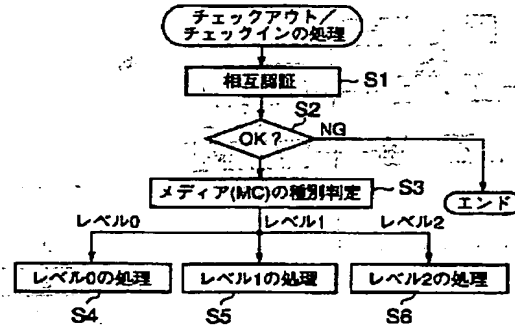 チェックアウト/
チェックインの処理
相互認証
S1
S2
OK?
NG
メディア(MC)の種別判定
S3
エンド
レベル0
レベル1
レベル2
レベル0の処理
レベル1の処理
レベル2の処理
S4
S5
S6